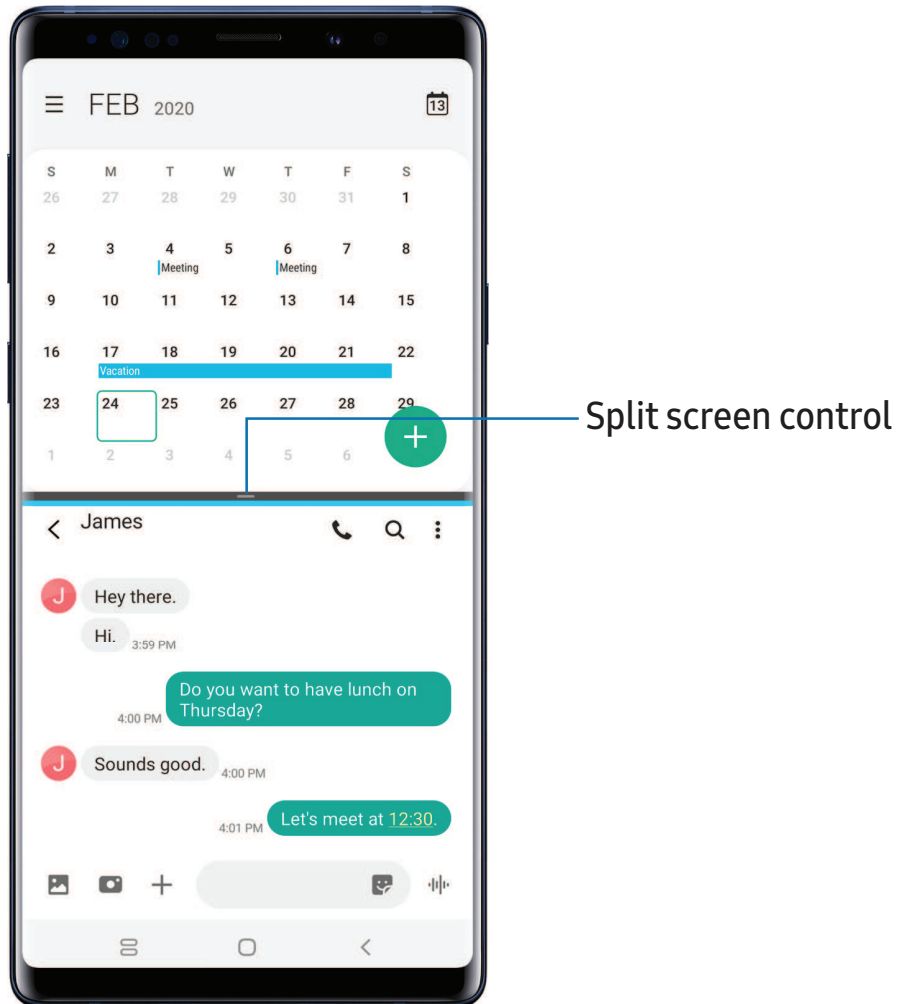 FEB 2020
13
S M T W T F S
26 27 28 29 30 31 1
2 3 4 5 6 7 8
Meeting Meeting
9 10 11 12 13 14 15
16 17 18 19 20 21 22
Vacation
23 24 25 26 27 28 29
1 2 3 4 5 6
+
Split screen control
James
J
Hey there.
Hi. 3:59 PM
Do you want to have lunch on
4:00 PM Thursday?
J
Sounds good. 4:00 PM
4:01 PM Let's meet at 12:30.